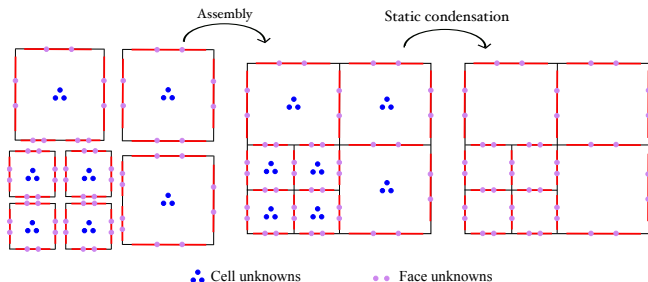 Assembly
Static condensation
Cell unknowns
Face unknowns